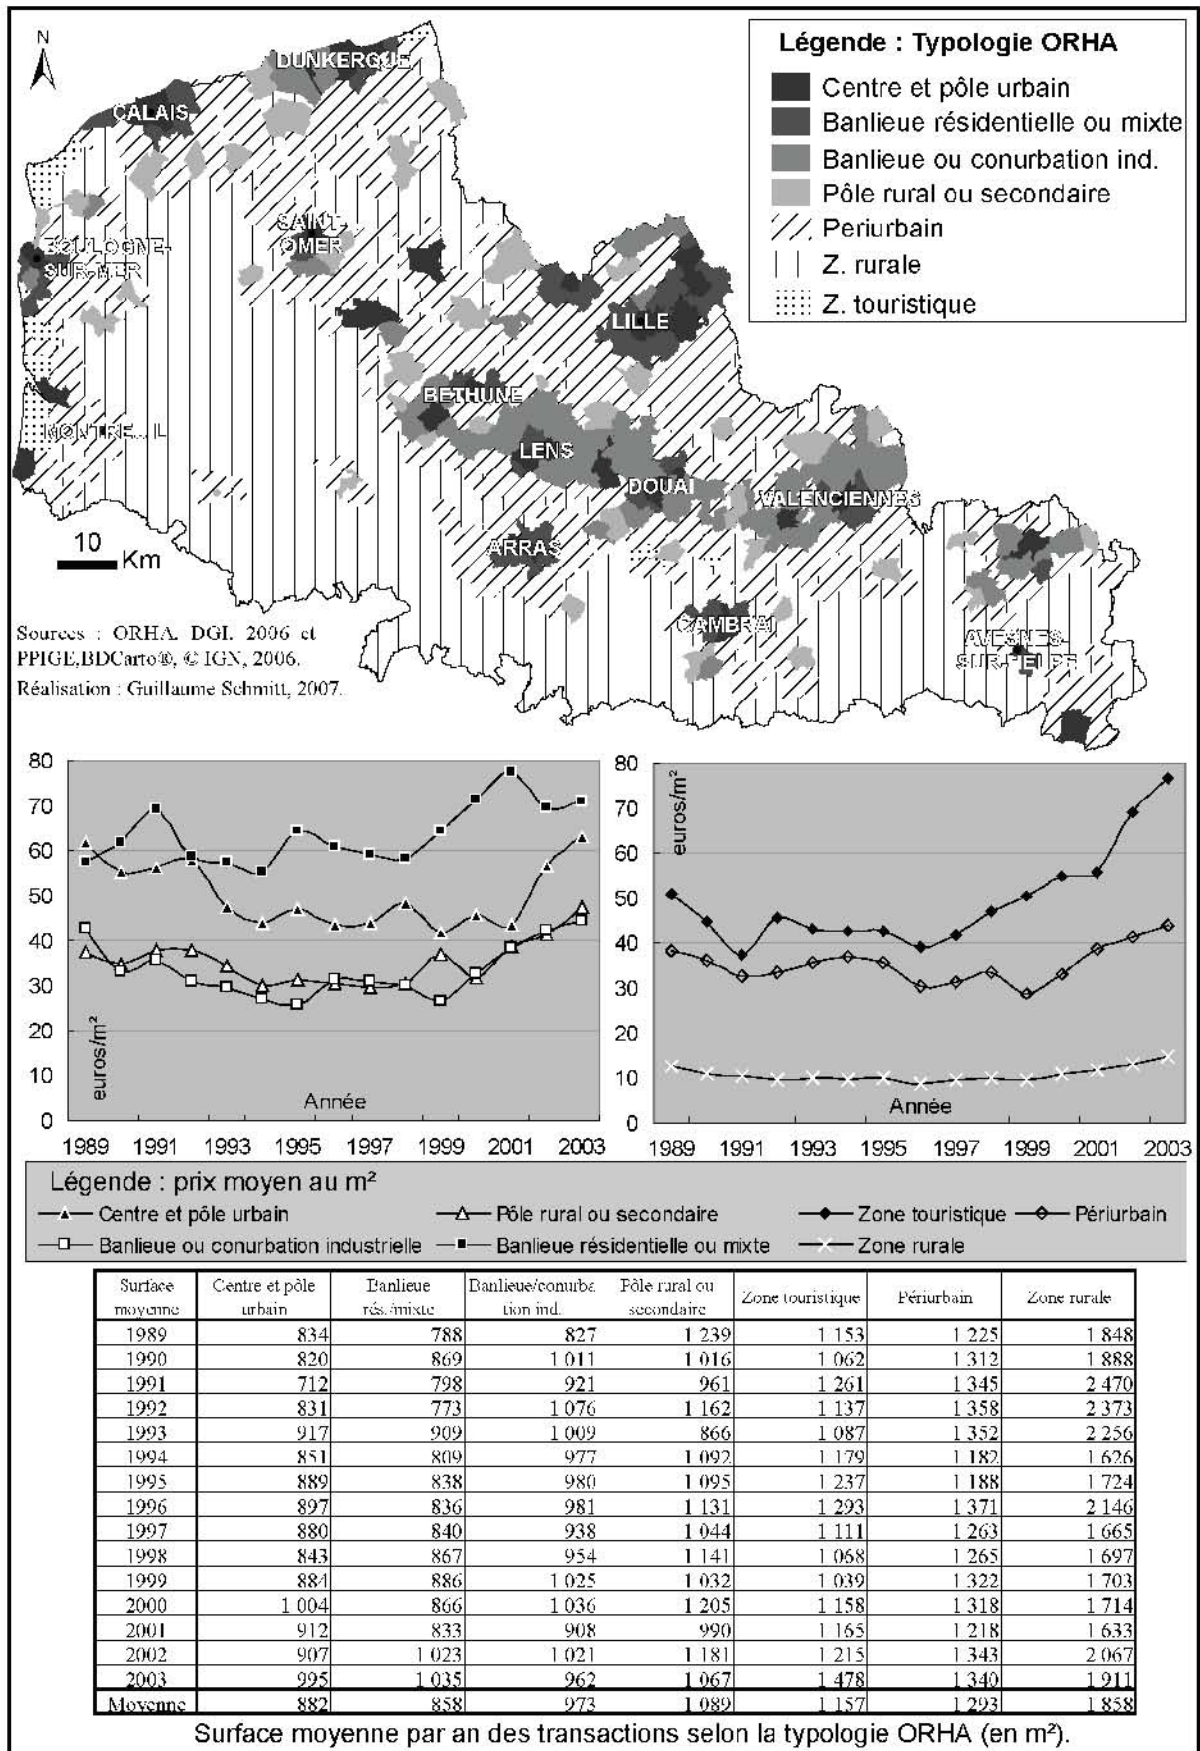 N
DUNKERQUE
CALAIS
SAINT-
OMER
BOULOGNE-
SUR-MER
LILLE
BETHUNE
LENS
DOUAI
VALENCIENNES
ARRAS
CAMBRAI
AVESNES-
SUR-HELPE
Légende : Typologie ORHA
Centre et pôle urbain
Banlieue résidentielle ou mixte
Banlieue ou conurbation ind.
Pôle rural ou secondaire
Periurbain
Z. rurale
Z. touristique
10
Km
Sources : ORHA. DGI. 2006 et
PPIGE,BDCarto®, © IGN, 2006.
Réalisation : Guillaume Schmitt, 2007.
80
70
60
50
40
30
20
10
0
euros/m²
Année
1989 1991 1993 1995 1997 1999 2001 2003
80
70
60
50
40
30
20
10
0
euros/m²
Année
1989 1991 1993 1995 1997 1999 2001 2003
Légende : prix moyen au m²
Centre et pôle urbain Pôle rural ou secondaire Zone touristique Périurbain
Banlieue ou conurbation industrielle Banlieue résidentielle ou mixte Zone rurale
Surface Centre et pôle Banlieue Banlieue/conurba Pôle rural ou Zone touristique Périurbain Zone rurale
moyenne urbain rés./mixte tion ind. secondaire
1989 834 788 827 1 239 1 153 1 225 1 848
1990 820 869 1 011 1 016 1 062 1 312 1 888
1991 712 798 921 961 1 261 1 345 2 470
1992 831 773 1 076 1 162 1 137 1 358 2 373
1993 917 909 1 009 866 1 087 1 352 2 256
1994 851 809 977 1 092 1 179 1 182 1 626
1995 889 838 980 1 095 1 237 1 188 1 724
1996 897 836 981 1 131 1 293 1 371 2 146
1997 880 840 938 1 044 1 111 1 263 1 665
1998 843 867 954 1 141 1 068 1 265 1 697
1999 884 886 1 025 1 032 1 039 1 322 1 703
2000 1 004 866 1 036 1 205 1 158 1 318 1 714
2001 912 833 908 990 1 165 1 218 1 633
2002 907 1 023 1 021 1 181 1 215 1 343 2 067
2003 995 1 035 962 1 067 1 478 1 340 1 911
Moyenne 882 858 973 1 089 1 157 1 293 1 858
Surface moyenne par an des transactions selon la typologie ORHA (en m²).